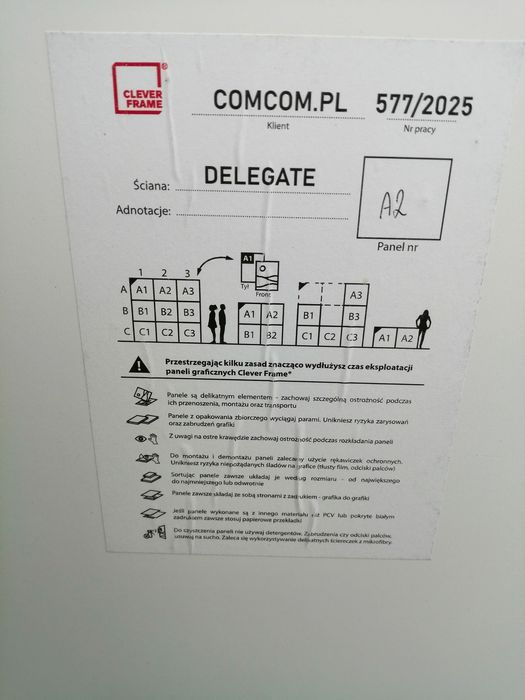 CLEVER
FRAME
®
COMCOM.PL
577/2025
Klient
Nr pracy
Ściana: DELEGATE
Adnotacje:
A2
Panel nr
1 2 3
A A1 A2 A3
B B1 B2 B3
C C1 C2 C3
A1
Tył
Front
A1 A2
B1 B2
A3
B1 B3
C1 C2 C3
A1 A2
Przestrzegając kilku zasad znacząco wydłużysz czas eksploatacji
paneli graficznych Clever Frame®
Panele są delikatnym elementem - zachowaj szczególną ostrożność podczas
ich przenoszenia, montażu oraz transportu
Panele z opakowania zbiorczego wyciągaj parami. Unikniesz ryzyka zarysowań
oraz zabrudzeń grafiki
Z uwagi na ostre krawędzie zachowaj ostrożność podczas rozkładania paneli
Do montażu i demontażu paneli zalecamy użycie rękawiczek ochronnych.
Unikniesz ryzyka niepożądanych śladów na grafice (tłusty film, odciski palców)
Sortując panele zawsze układaj je według rozmiaru - od największego
do najmniejszego lub odwrotnie
Panele zawsze składaj ze sobą stronami z zadrukiem - grafika do grafiki
Jeśli panele wykonane są z innego materiału niż PCV lub pokryte białym
zadrukiem zawsze stosuj papierowe przekładki
Do czyszczenia paneli nie używaj detergentów. Zabrudzenia czy odciski palców,
usuwaj na sucho. Zaleca się wykorzystywanie delikatnych ściereczek z mikrofibry.